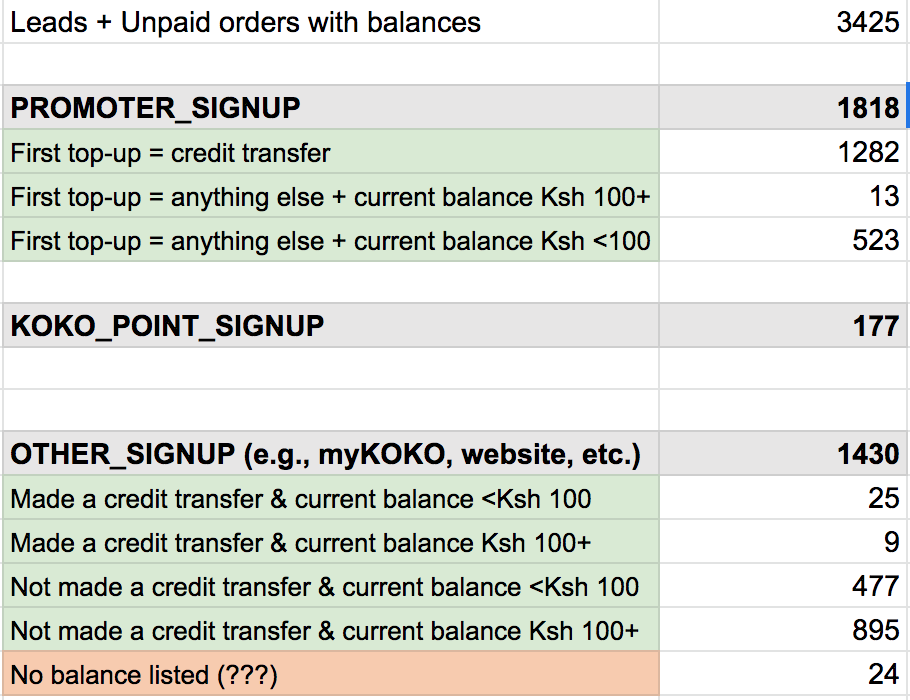 Leads + Unpaid orders with balances 3425
PROMOTER_SIGNUP 1818
First top-up = credit transfer 1282
First top-up = anything else + current balance Ksh 100+ 13
First top-up = anything else + current balance Ksh <100 523
KOKO_POINT_SIGNUP 177
OTHER_SIGNUP (e.g., myKOKO, website, etc.) 1430
Made a credit transfer & current balance <Ksh 100 25
Made a credit transfer & current balance Ksh 100+ 9
Not made a credit transfer & current balance <Ksh 100 477
Not made a credit transfer & current balance Ksh 100+ 895
No balance listed (???) 24